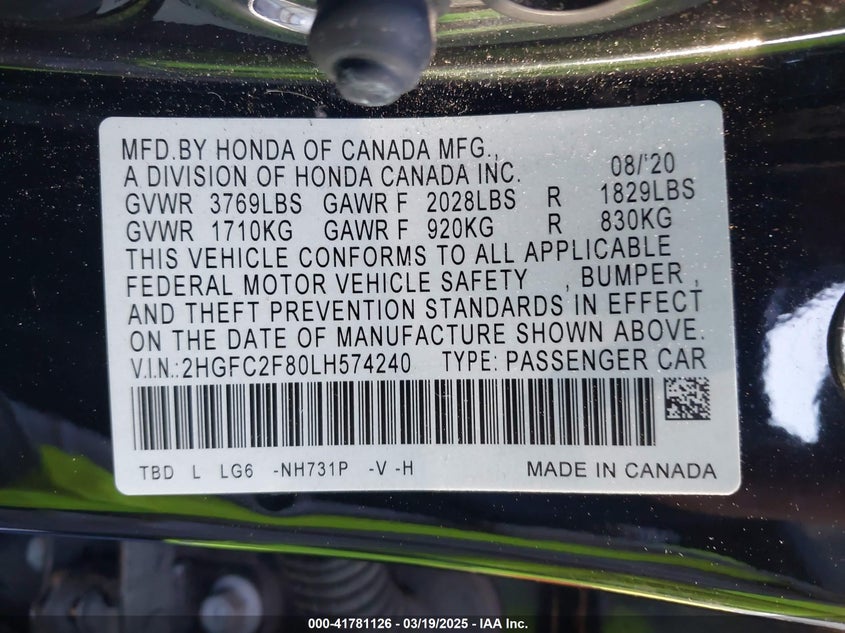 MFD.BY HONDA OF CANADA MFG.,
A DIVISION OF HONDA CANADA INC. 08/'20
GVWR 3769LBS GAWR F 2028LBS R 1829LBS
GVWR 1710KG GAWR F 920KG R 830KG
THIS VEHICLE CONFORMS TO ALL APPLICABLE
FEDERAL MOTOR VEHICLE SAFETY , BUMPER ,
AND THEFT PREVENTION STANDARDS IN EFFECT
ON THE DATE OF MANUFACTURE SHOWN ABOVE.
V.I.N.:2HGFC2F80LH574240 TYPE: PASSENGER CAR
TBD L LG6 -NH731P -V -H MADE IN CANADA
000-41781126 - 03/19/2025 - IAA Inc.